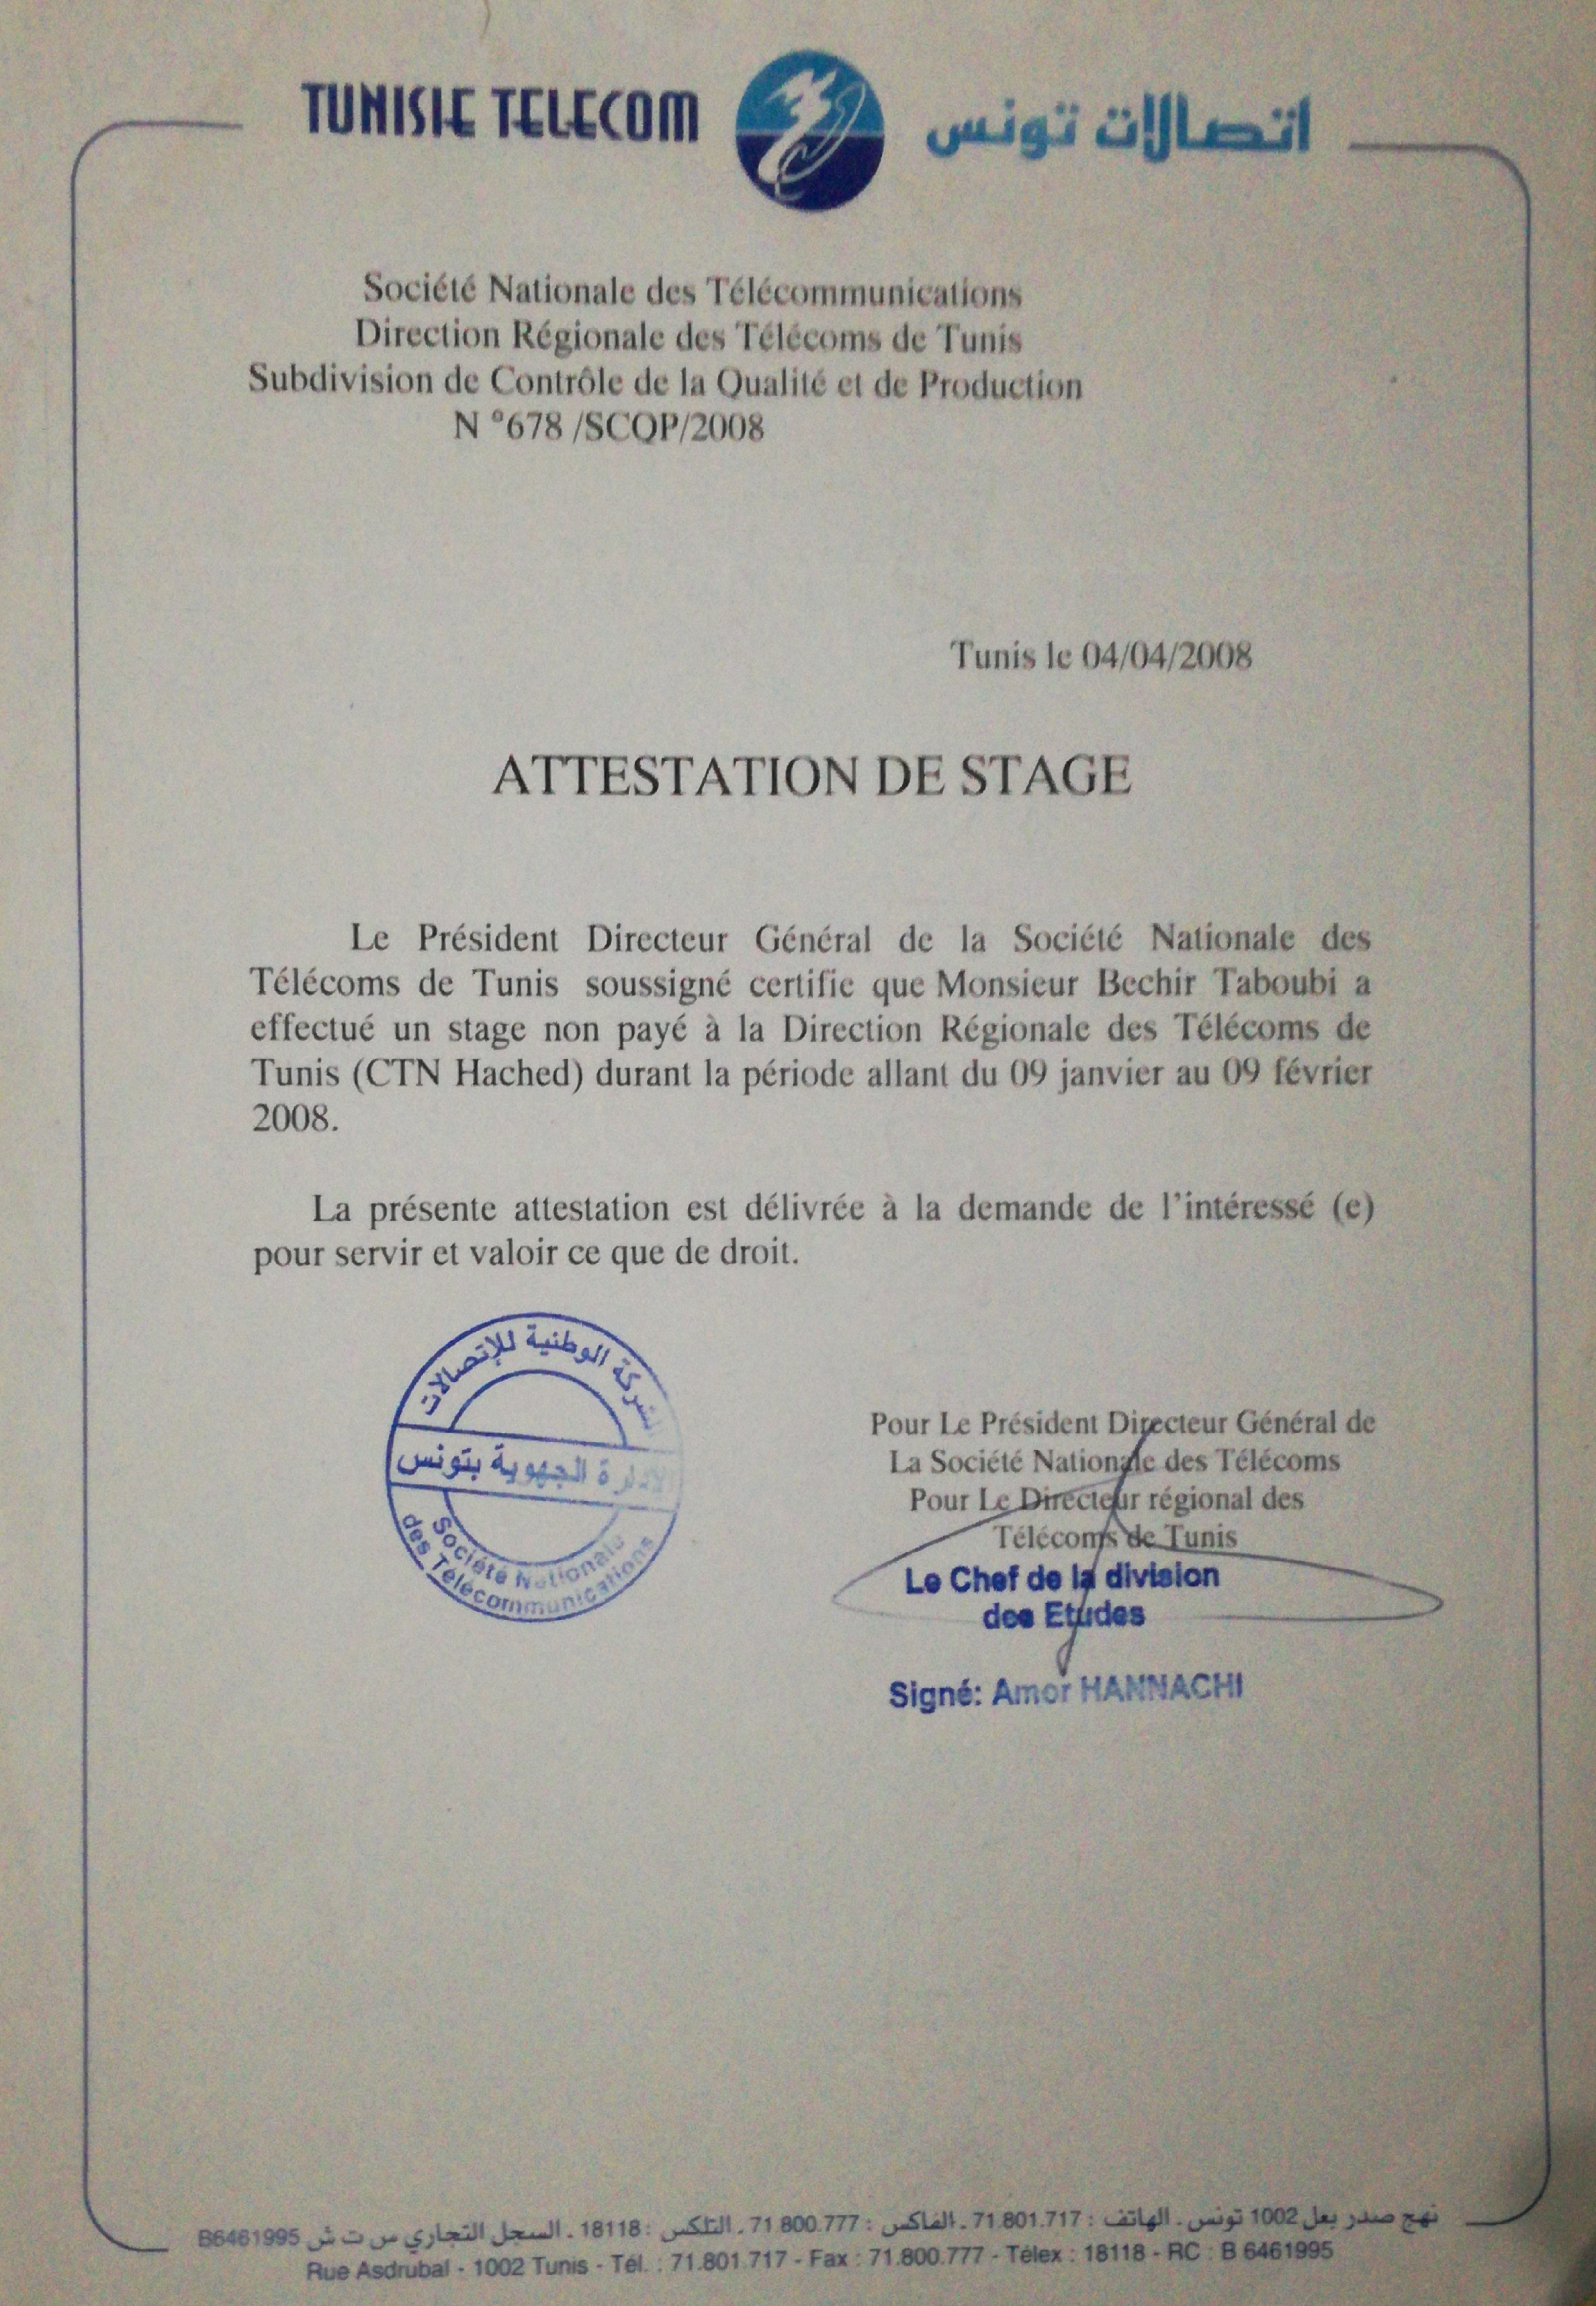 TUNISIE TELECOM
اتصالات تونس
Société Nationale des Télécommunications
Direction Régionale des Télécoms de Tunis
Subdivision de Contrôle de la Qualité et de Production
N °678 /SCQP/2008
Tunis le 04/04/2008
ATTESTATION DE STAGE
Le Président Directeur Général de la Société Nationale des
Télécoms de Tunis soussigné certifie que Monsieur Bechir Taboubi a
effectué un stage non payé à la Direction Régionale des Télécoms de
Tunis (CTN Hached) durant la période allant du 09 janvier au 09 février
2008.
La présente attestation est délivrée à la demande de l'intéressé (e)
pour servir et valoir ce que de droit.
الوطنية للإتصالات
الجهوية بتونس
Société Nationale
des Télécommunications
Pour Le Président Directeur Général de
La Société Nationale des Télécoms
Pour Le Directeur régional des
Télécoms de Tunis
Le Chef de la division
des Etudes
Signé: Amor HANNACHI
نهج صدر بعل 1002 تونس - الهاتف : 71.801.717 - الفاكس : 71.800.777 - التلكس : 18118 - السجل التجاري س ت ش B6461995
Rue Asdrubal - 1002 Tunis - Tél. : 71.801.717 - Fax : 71.800.777 - Télex : 18118 - RC : B 6461995